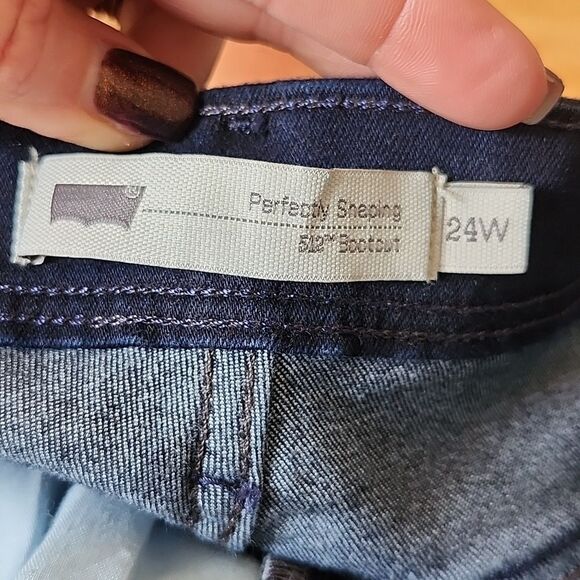 Perfectly Shaping
512™ Bootcut
24W